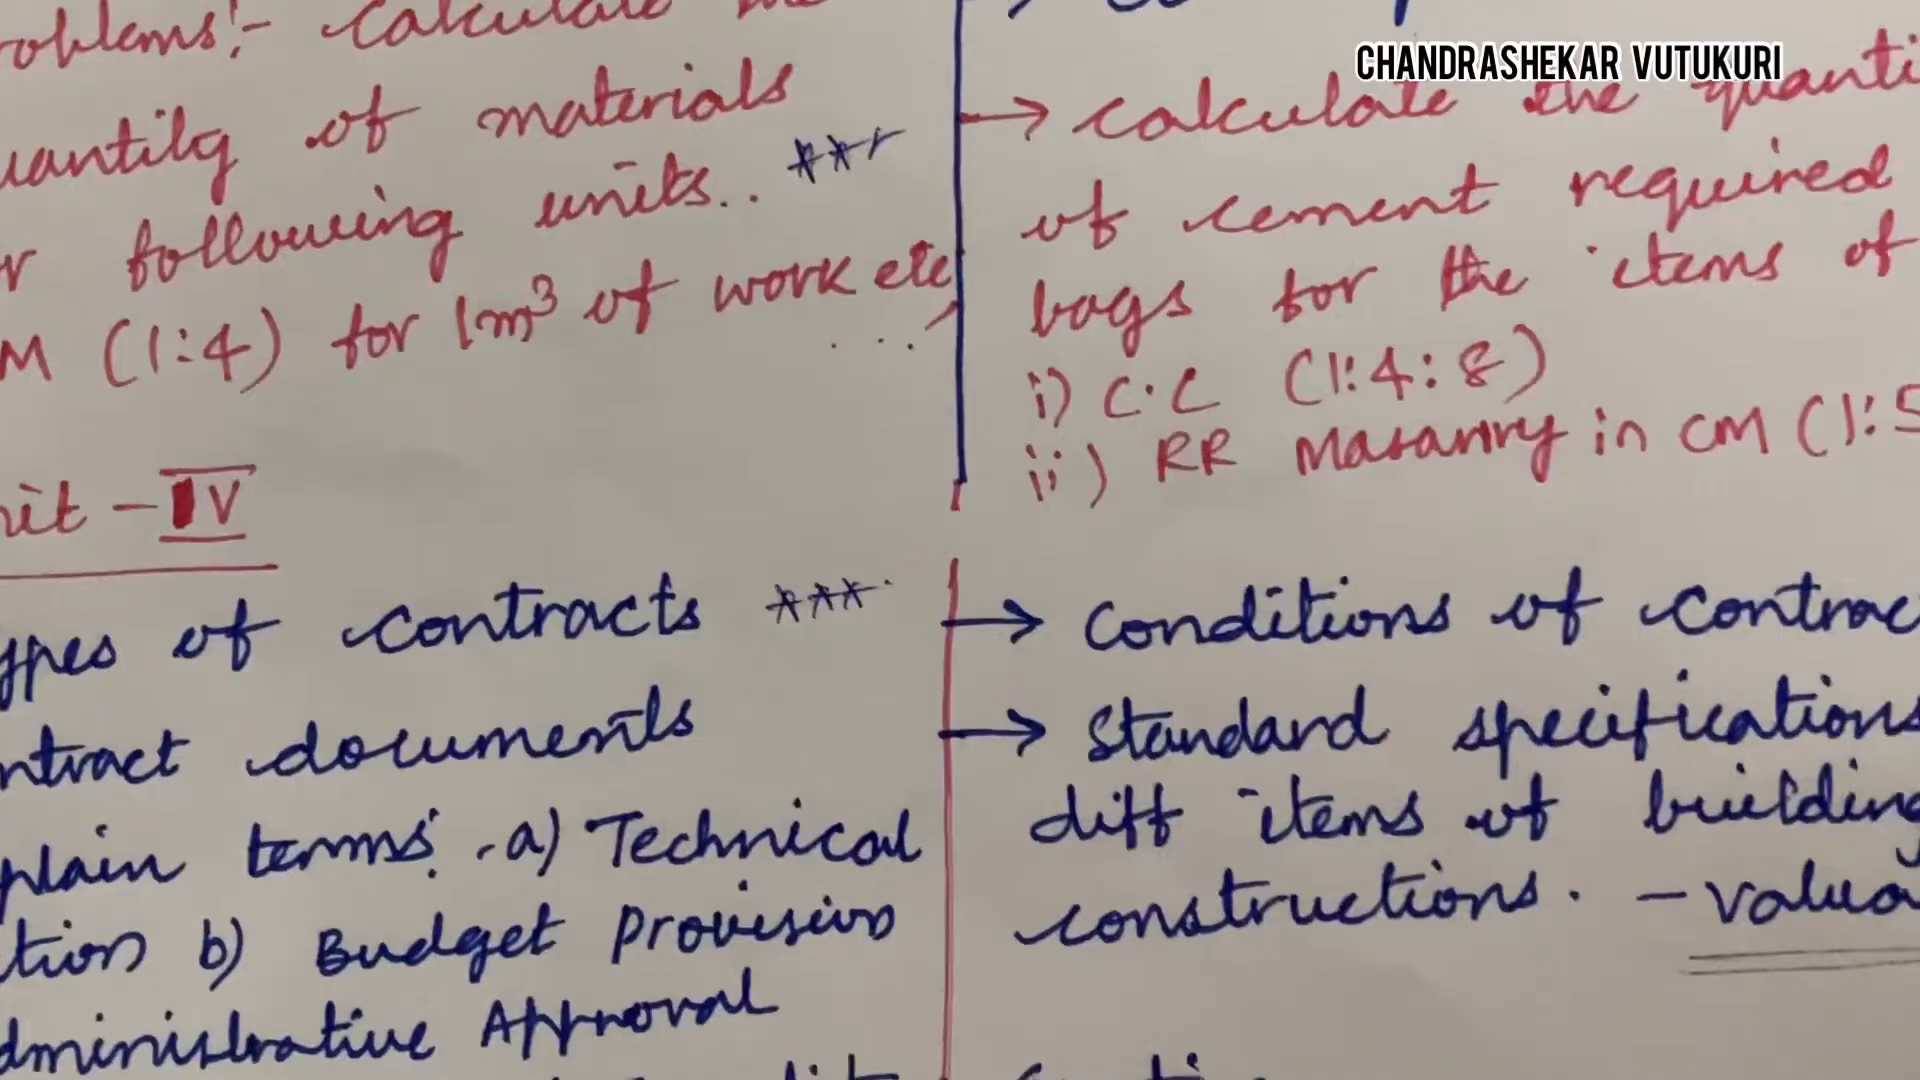 CHANDRASHEKAR VUTUKURI
oblems:- Calculate
uantity of materials
r following units.. ***
M (1:4) for 1m³ of work etc
...
→ calculate the quanti
of cement required
bags for the items of
i) C.C (1:4:8)
ii) RR Masanry in CM (1:5
nit - IV
ypes of contracts ***
ntract documents
plain terms. a) Technical
tion b) Budget provision
dministrative Approval
→ Conditions of contrac
→ Standard specifications
diff items of building
constructions. - valua